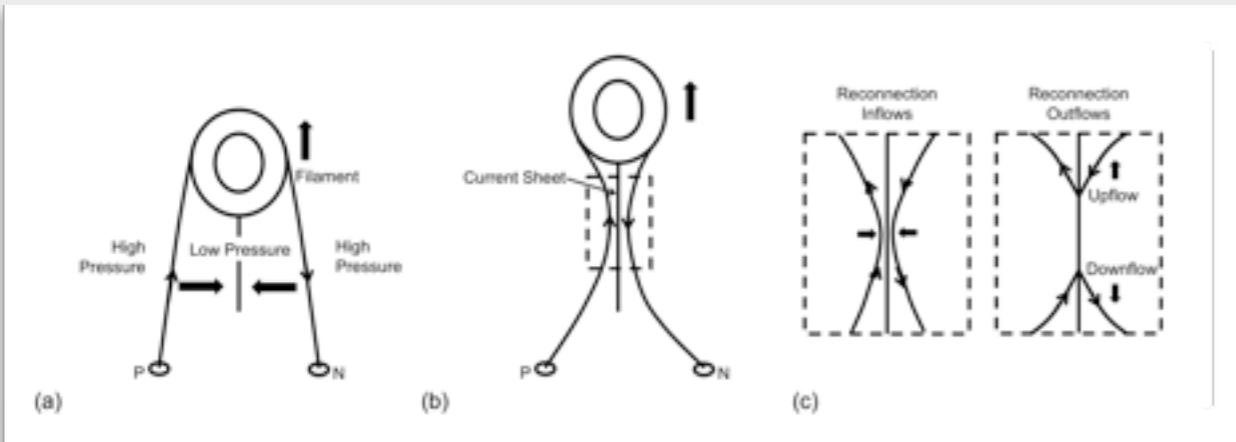 Filament
High
Pressure
Low Pressure
High
Pressure
P
N
(a)
Current Sheet
P
N
(b)
Reconnection
Inflows
Reconnection
Outflows
Upflow
Downflow
(c)